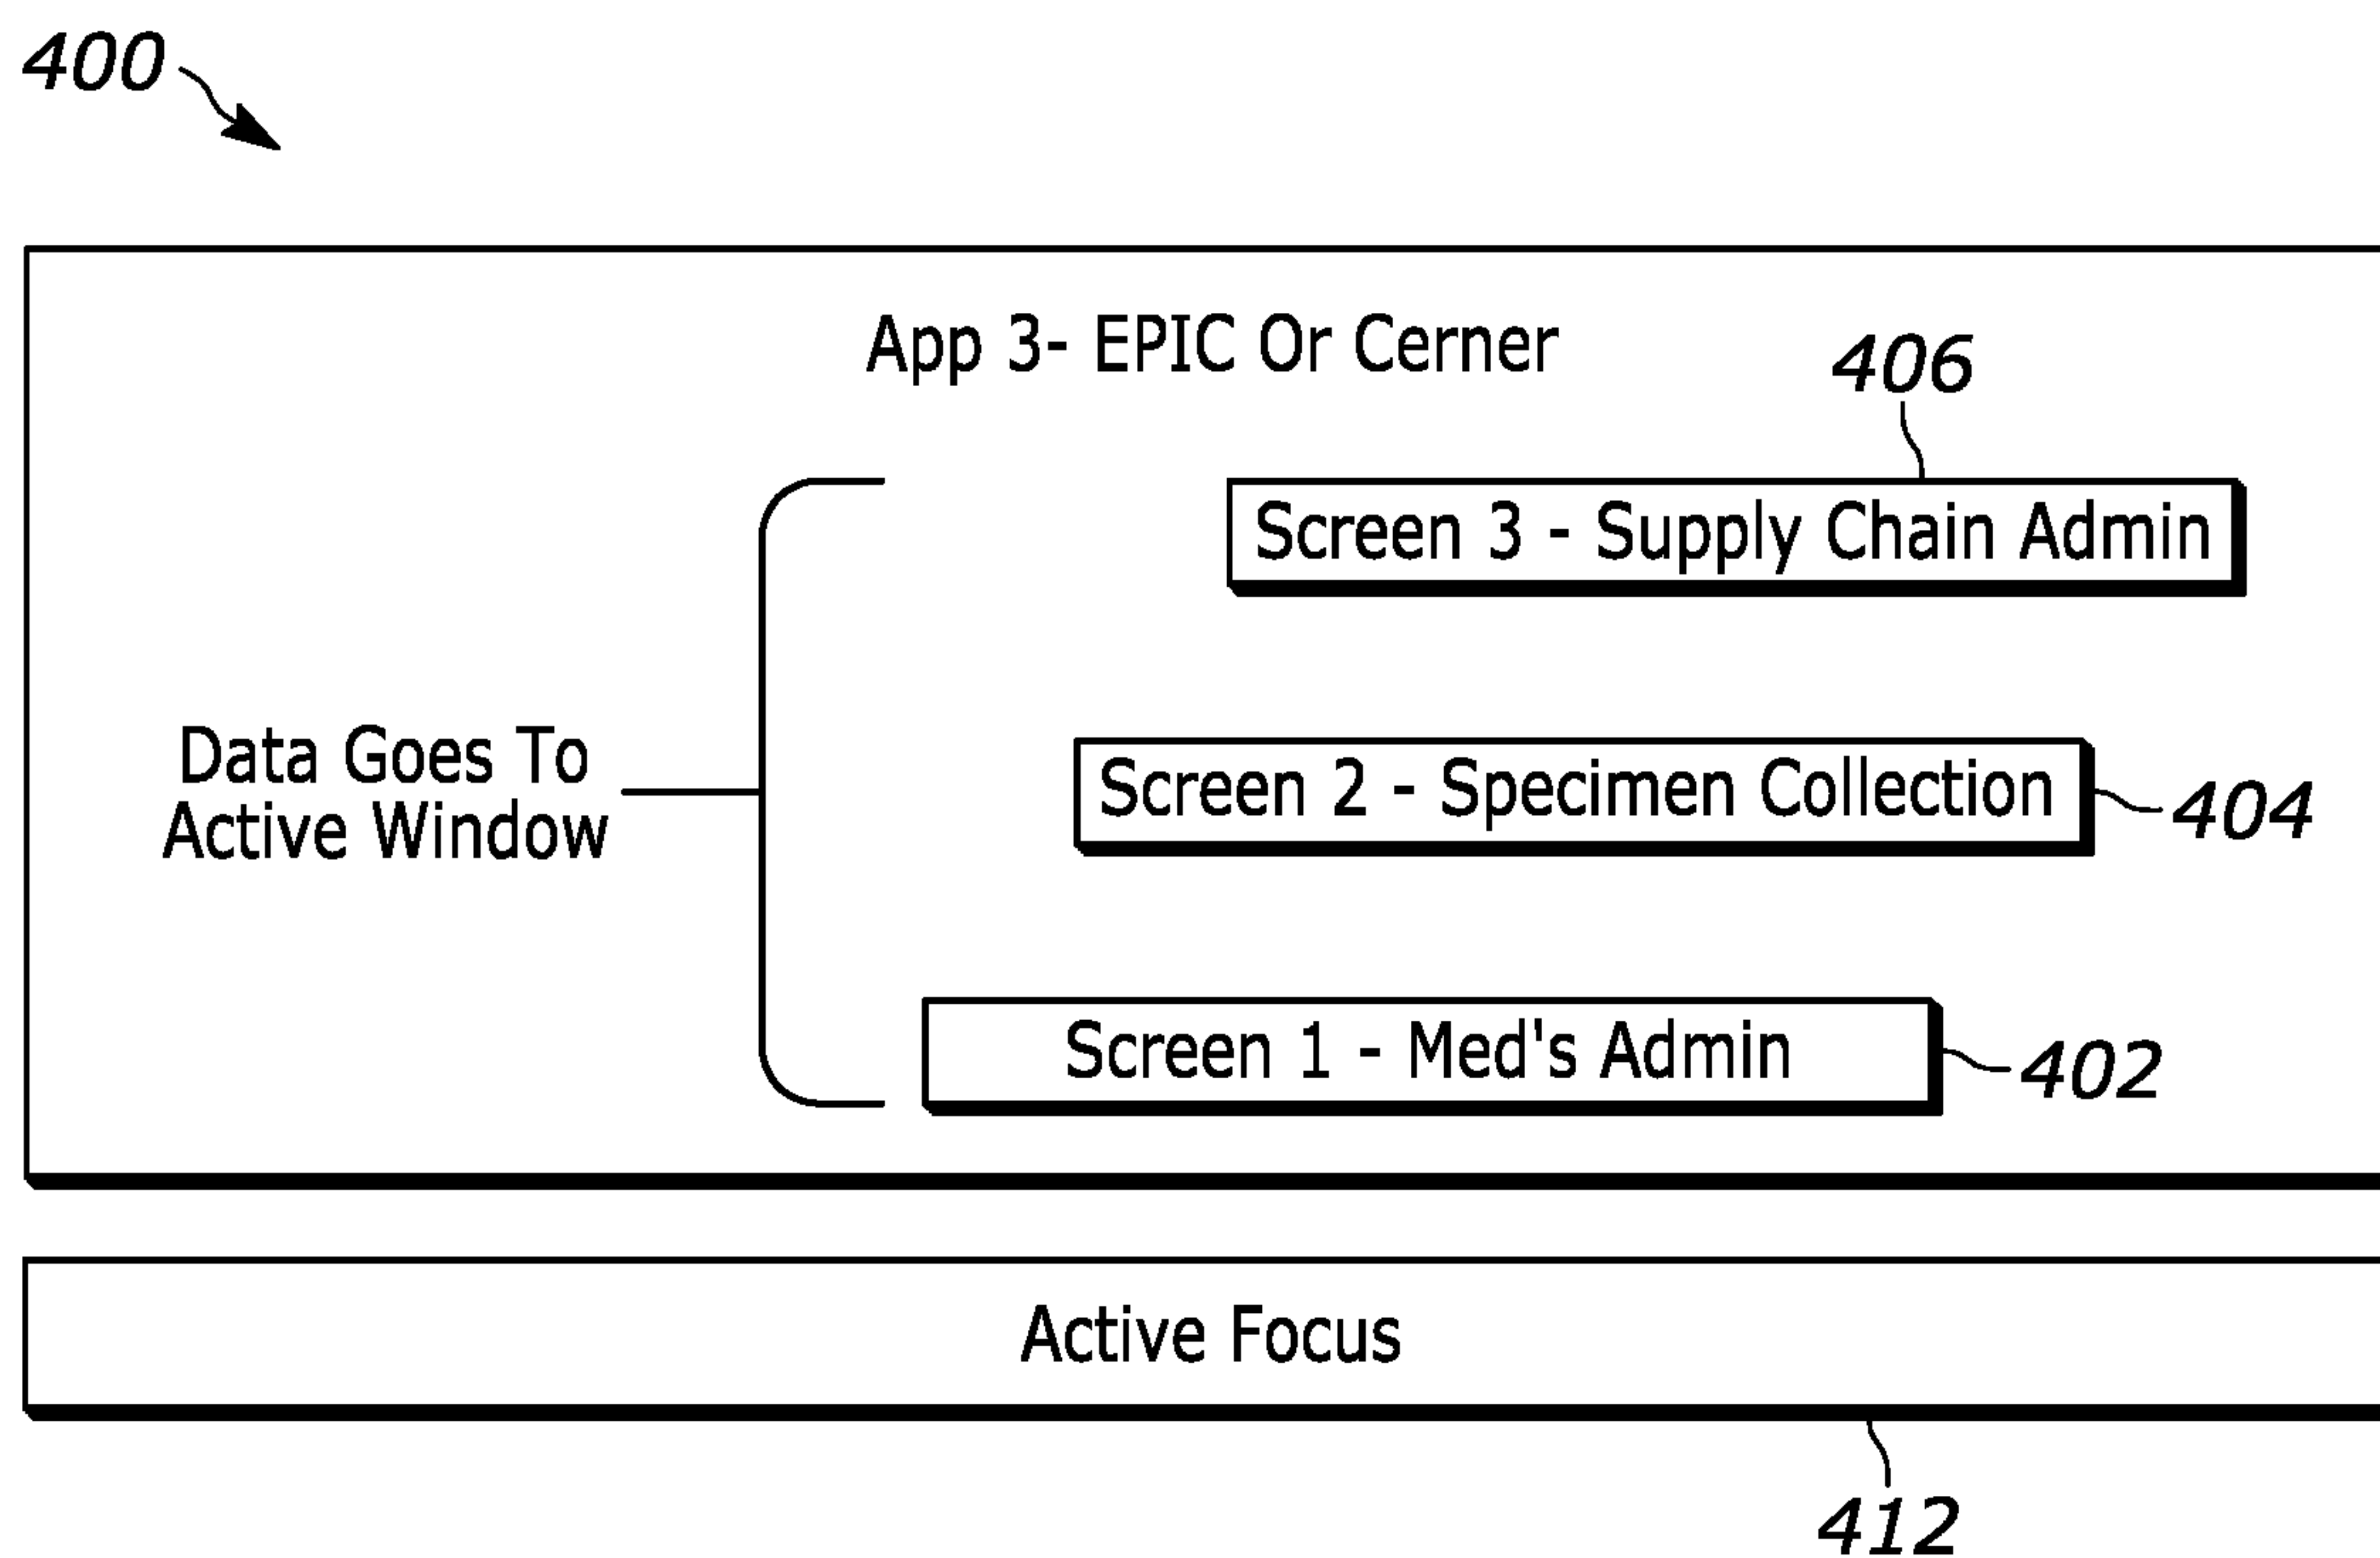 400
App 3- EPIC Or Cerner
406
Screen 3 - Supply Chain Admin
Data Goes To
Active Window
Screen 2 - Specimen Collection
404
Screen 1 - Med's Admin
402
Active Focus
412